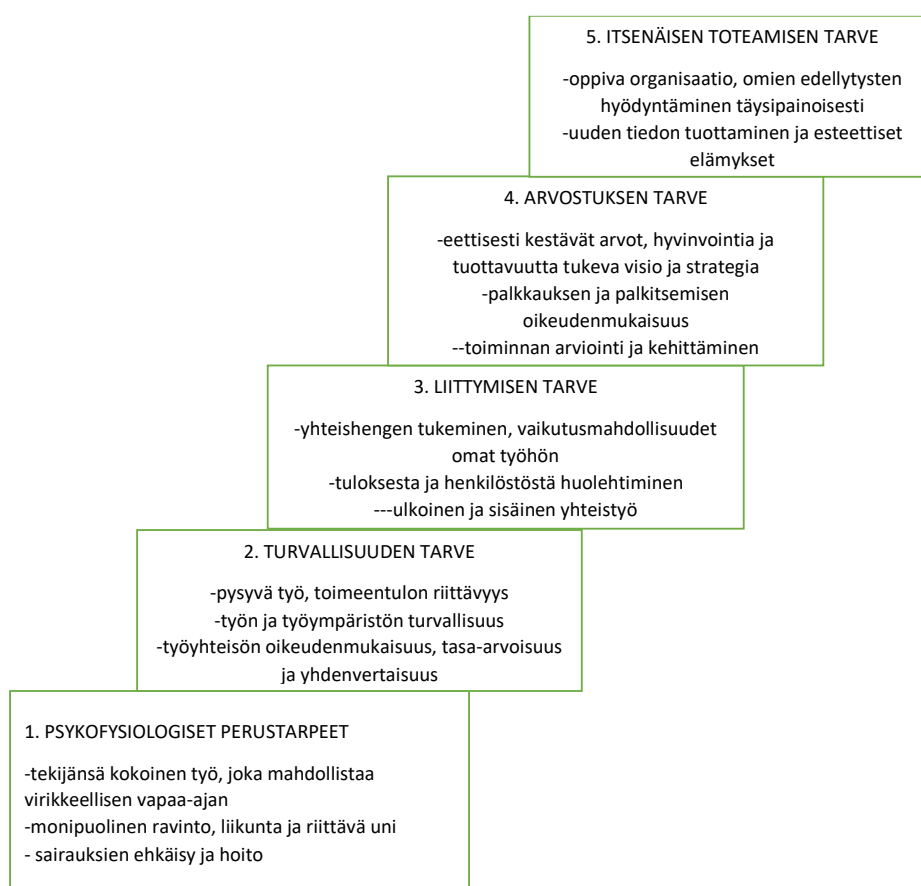 5. ITSENÄISEN TOTEAMISEN TARVE
-oppiva organisaatio, omien edellytysten
hyödyntäminen täysipainoisesti
-uuden tiedon tuottaminen ja esteettiset
elämykset
4. ARVOSTUKSEN TARVE
-eettisesti kestävät arvot, hyvinvointia ja
tuottavuutta tukeva visio ja strategia
-palkkauksen ja palkitsemisen
oikeudenmukaisuus
--toiminnan arviointi ja kehittäminen
3. LIITTYMISEN TARVE
-yhteishengen tukeminen, vaikutusmahdollisuudet
omat työhön
-tuloksesta ja henkilöstöstä huolehtiminen
---ulkoinen ja sisäinen yhteistyö
2. TURVALLISUUDEN TARVE
-pysyvä työ, toimeentulon riittävyys
-työn ja työympäristön turvallisuus
-työyhteisön oikeudenmukaisuus, tasa-arvoisuus
ja yhdenvertaisuus
1. PSYKOFYSIOLOGISET PERUSTARPEET
-tekijänsä kokoinen työ, joka mahdollistaa
virikkeellisen vapaa-ajan
-monipuolinen ravinto, liikunta ja riittävä uni
- sairauksien ehkäisy ja hoito